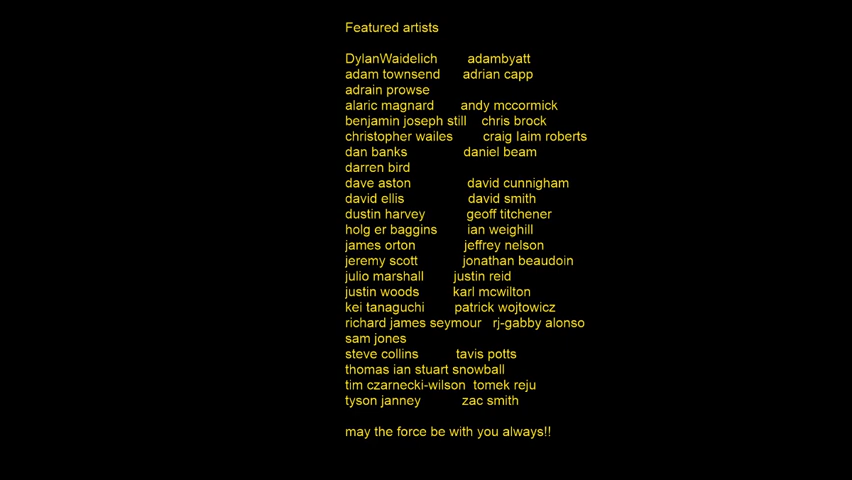 Featured artists
DylanWaidelich adambyatt
adam townsend adrian capp
adrain prowse
alaric magnard andy mccormick
benjamin joseph still chris brock
christopher wailes craig Iaim roberts
dan banks daniel beam
darren bird
dave aston david cunnigham
david ellis david smith
dustin harvey geoff titchener
holg er baggins ian weighill
james orton jeffrey nelson
jeremy scott jonathan beaudoin
julio marshall justin reid
justin woods karl mcwilton
kei tanaguchi patrick wojtowicz
richard james seymour rj-gabby alonso
sam jones
steve collins tavis potts
thomas ian stuart snowball
tim czarnecki-wilson tomek reju
tyson janney zac smith
may the force be with you always!!